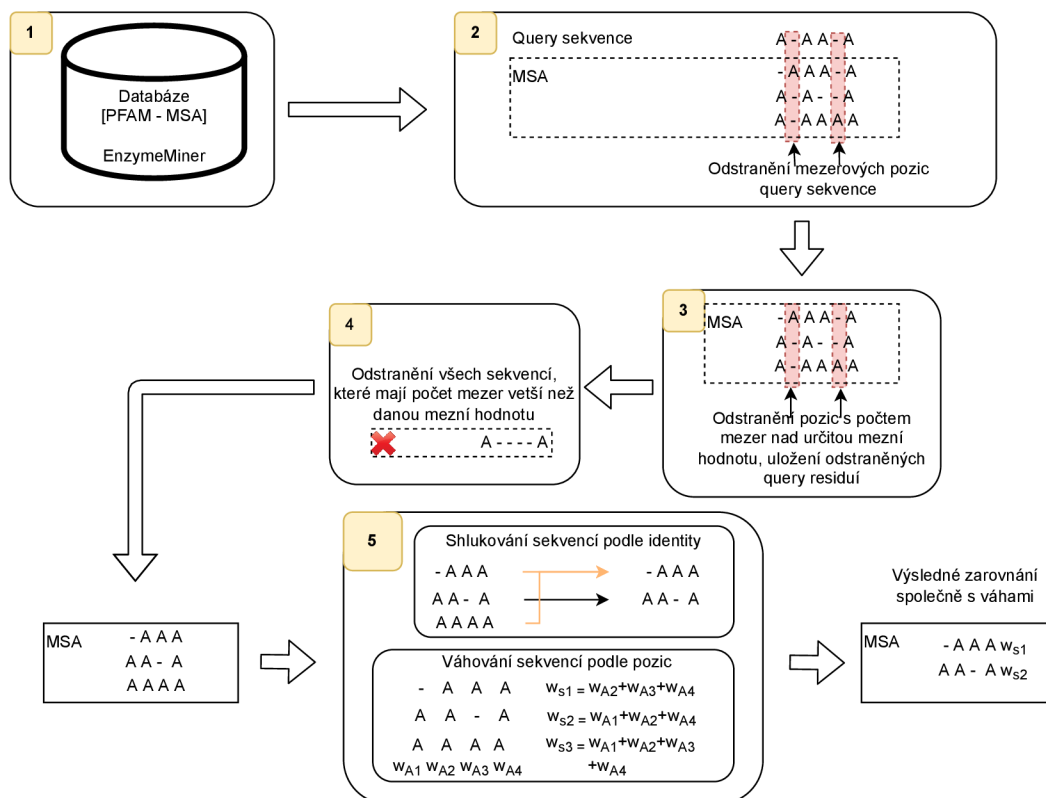 1
Databáze
[PFAM - MSA]
EnzymeMiner
2
Query sekvence
A - A A - A
MSA
- A A A - A
A - A - - A
A - A A A A
Odstranění mezerových pozic
query sekvence
3
MSA
- A A A - A
A - A - - A
A - A A A A
Odstranění pozic s počtem
mezer nad určitou mezní
hodnotu, uložení odstraněných
query residuí
4
Odstranění všech sekvencí,
které mají počet mezer vetší než
danou mezní hodnotu
A - - - - A
MSA
- A A A
A A - A
A A A A
5
Shlukování sekvencí podle identity
- A A A
- A A A
A A - A
A A - A
A A A A
Váhování sekvencí podle pozic
- A A A ws1 = wA2+wA3+wA4
A A - A ws2 = wA1+wA2+wA4
A A A A ws3 = wA1+wA2+wA3
wA1 wA2 wA3 wA4 +wA4
Výsledné zarovnání
společně s váhami
MSA
- A A A ws1
A A - A ws2